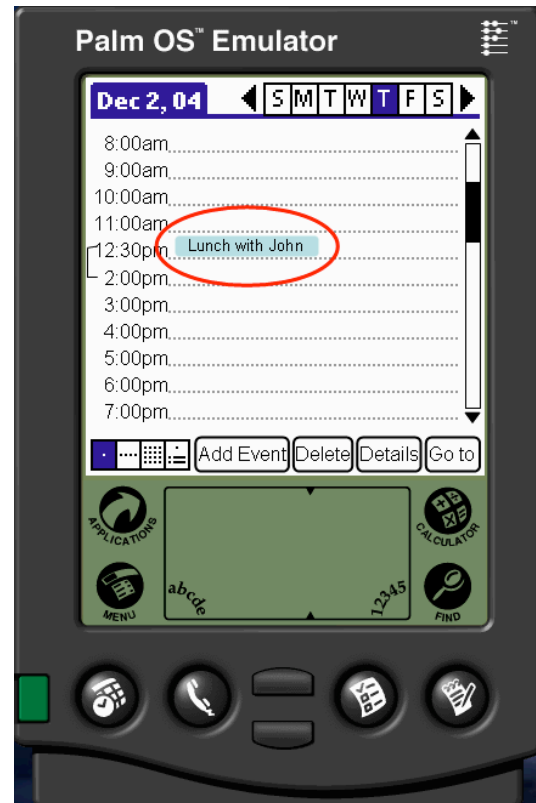 Palm OS™ Emulator
™
Dec 2, 04 S M T W T F S
8:00am
9:00am
10:00am
11:00am
12:30pm Lunch with John
2:00pm
3:00pm
4:00pm
5:00pm
6:00pm
7:00pm
Add Event Delete Details Go to
APPLICATIONS
CALCULATOR
MENU
abcde
12345
FIND